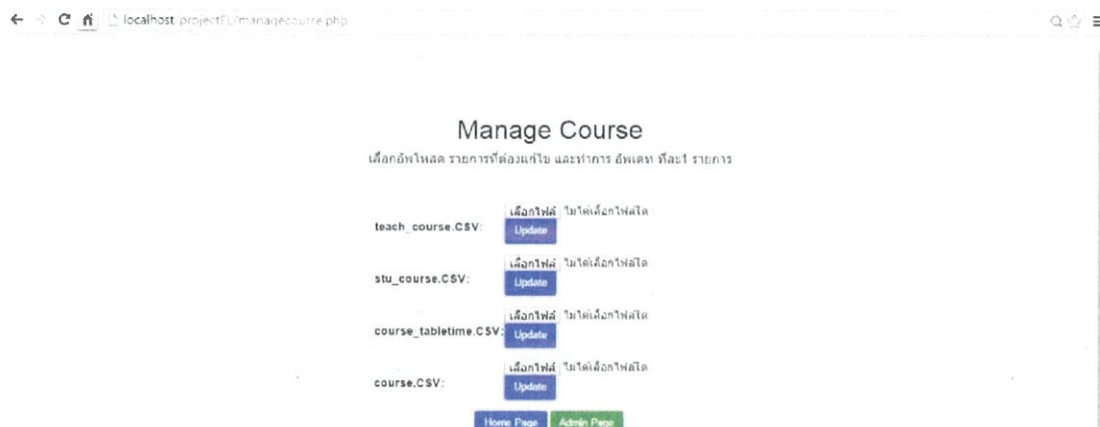 localhost/projectEL/managecourse.php
Manage Course
เลือกอัพโหลด รายการที่ต้องแก้ไข และทำการ อัพเดท ทีละ1 รายการ
เลือกไฟล์ ไม่ได้เลือกไฟล์ใด
teach_course.CSV:
Update
เลือกไฟล์ ไม่ได้เลือกไฟล์ใด
stu_course.CSV:
Update
เลือกไฟล์ ไม่ได้เลือกไฟล์ใด
course_tabletime.CSV:
Update
เลือกไฟล์ ไม่ได้เลือกไฟล์ใด
course.CSV:
Update
Home Page Admin Page